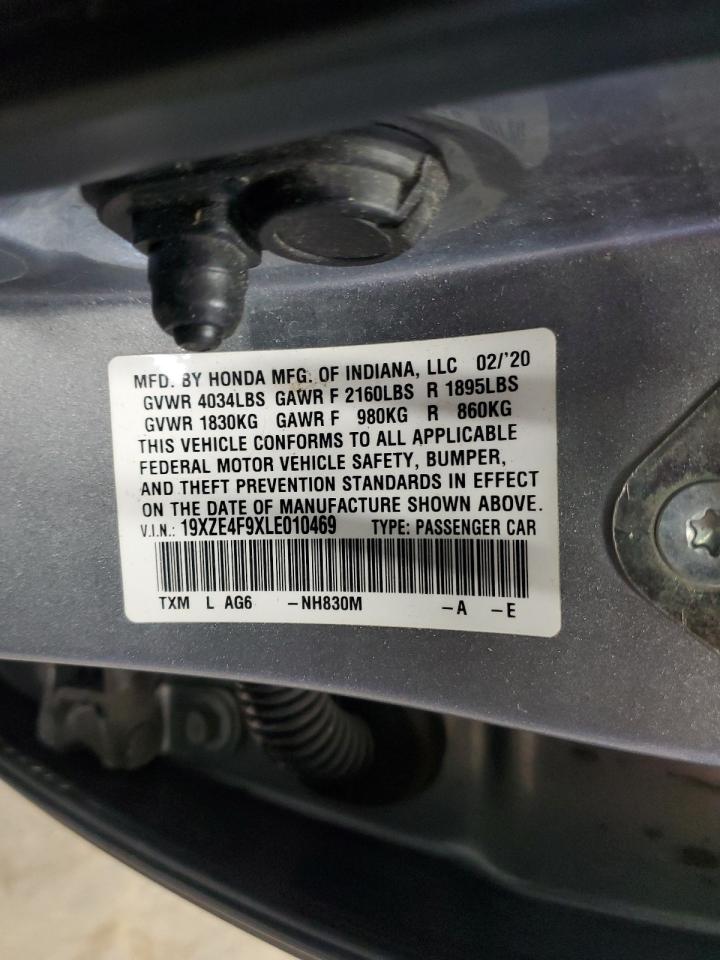 MFD. BY HONDA MFG. OF INDIANA, LLC 02/'20
GVWR 4034LBS GAWR F 2160LBS R 1895LBS
GVWR 1830KG GAWR F 980KG R 860KG
THIS VEHICLE CONFORMS TO ALL APPLICABLE
FEDERAL MOTOR VEHICLE SAFETY, BUMPER,
AND THEFT PREVENTION STANDARDS IN EFFECT
ON THE DATE OF MANUFACTURE SHOWN ABOVE.
V.I.N.: 19XZE4F9XLE010469 TYPE: PASSENGER CAR
TXM L AG6 -NH830M -A -E